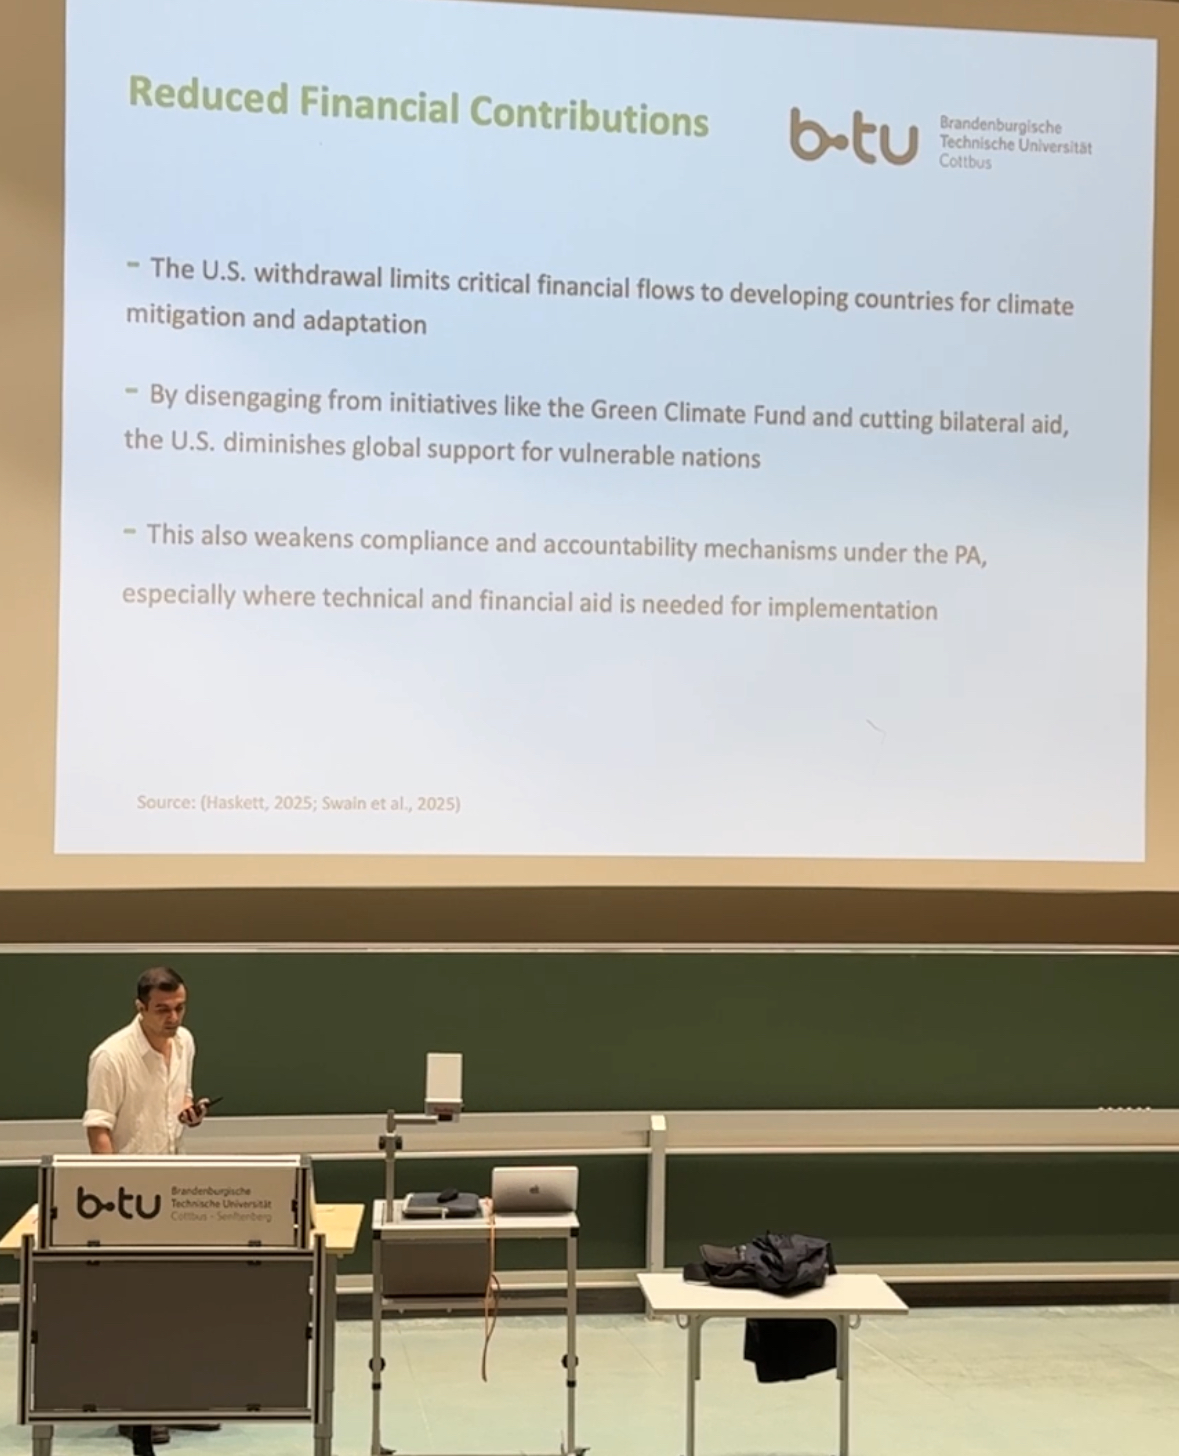 Reduced Financial Contributions
b-tu
Brandenburgische
Technische Universität
Cottbus
- The U.S. withdrawal limits critical financial flows to developing countries for climate
mitigation and adaptation
- By disengaging from initiatives like the Green Climate Fund and cutting bilateral aid,
the U.S. diminishes global support for vulnerable nations
- This also weakens compliance and accountability mechanisms under the PA,
especially where technical and financial aid is needed for implementation
Source: (Haskett, 2025; Swain et al., 2025)
b-tu
Brandenburgische
Technische Universität
Cottbus - Senftenberg